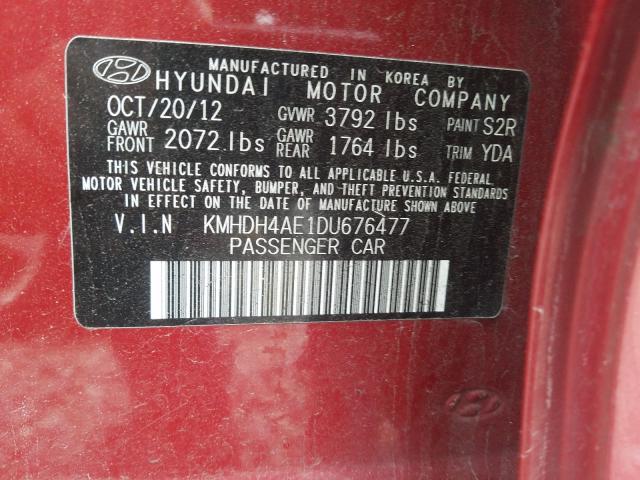 MANUFACTURED IN KOREA BY
HYUNDAI MOTOR COMPANY
OCT/20/12 GVWR 3792 lbs PAINT S2R
GAWR FRONT 2072 lbs GAWR REAR 1764 lbs TRIM YDA
THIS VEHICLE CONFORMS TO ALL APPLICABLE U.S.A. FEDERAL
MOTOR VEHICLE SAFETY, BUMPER, AND THEFT PREVENTION STANDARDS
IN EFFECT ON THE DATE OF MANUFACTURE SHOWN ABOVE
V.I.N KMHDH4AE1DU676477
PASSENGER CAR